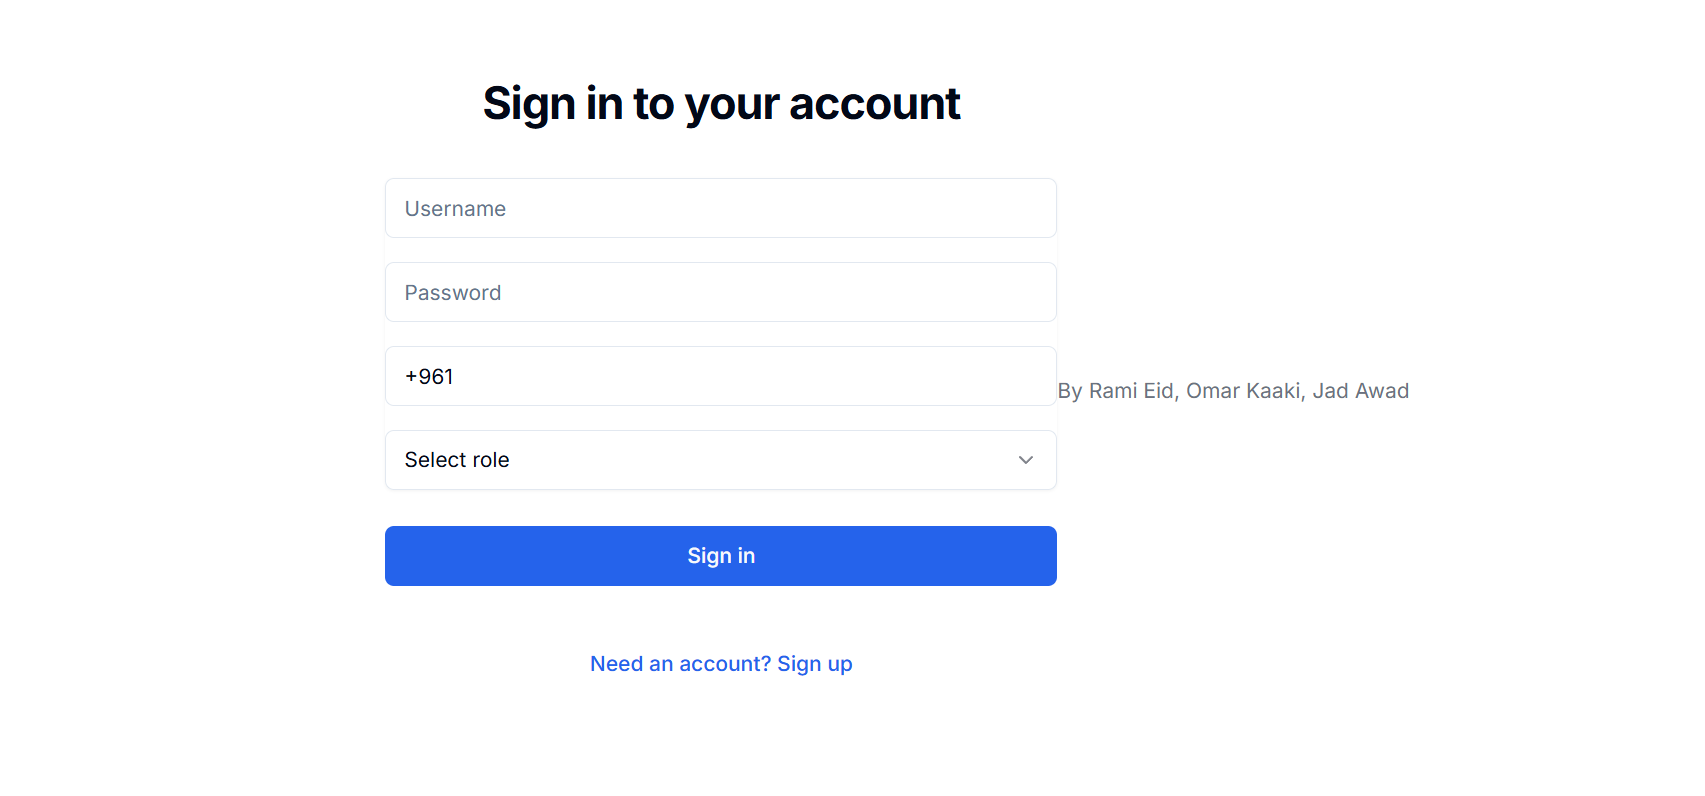 Sign in to your account
Username
Password
+961
By Rami Eid, Omar Kaaki, Jad Awad
Select role
Sign in
Need an account? Sign up